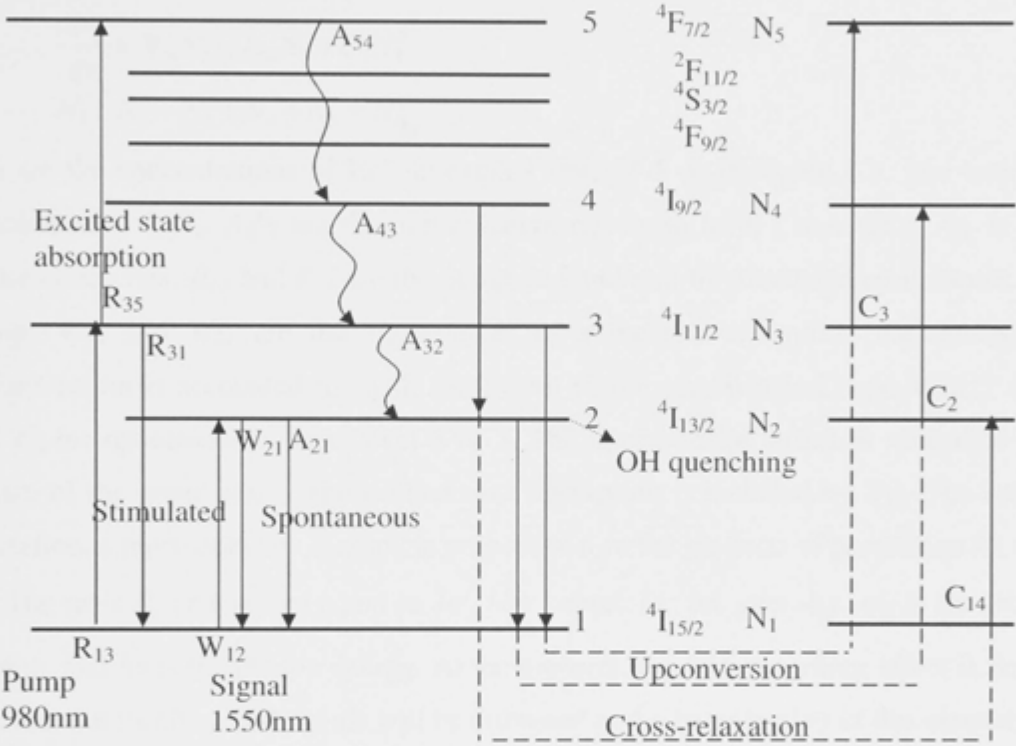 5 ⁴F₇/₂ N₅
A₅₄
²F₁₁/₂
⁴S₃/₂
⁴F₉/₂
4 ⁴I₉/₂ N₄
Excited state
absorption
A₄₃
R₃₅
C₃
3 ⁴I₁₁/₂ N₃
R₃₁
A₃₂
C₂
2 ⁴I₁₃/₂ N₂
W₂₁ A₂₁
OH quenching
Stimulated Spontaneous
C₁₄
1 ⁴I₁₅/₂ N₁
R₁₃ W₁₂
Upconversion
Pump Signal
980nm 1550nm
Cross-relaxation